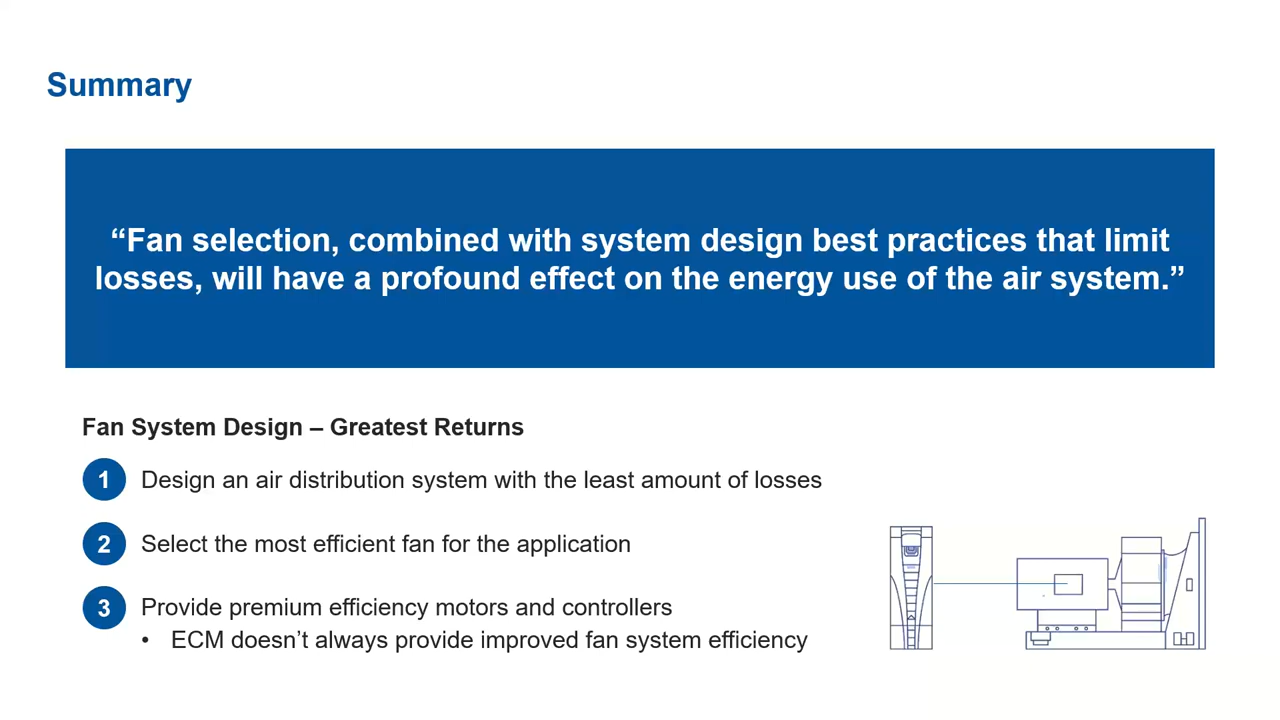 Summary
“Fan selection, combined with system design best practices that limit
losses, will have a profound effect on the energy use of the air system.”
Fan System Design – Greatest Returns
1 Design an air distribution system with the least amount of losses
2 Select the most efficient fan for the application
3 Provide premium efficiency motors and controllers
• ECM doesn’t always provide improved fan system efficiency